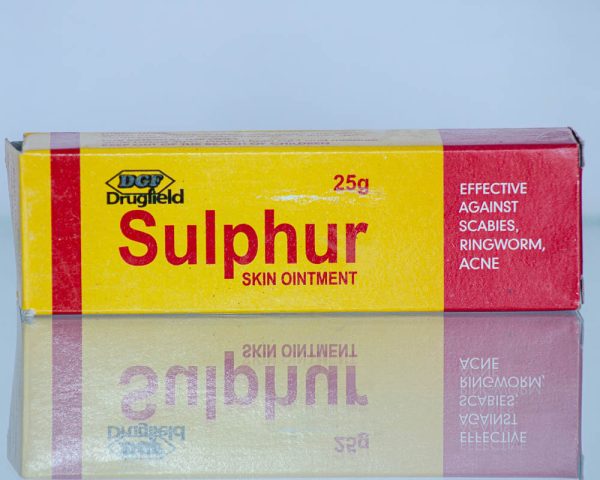 DGF
Drugfield
25g
Sulphur
SKIN OINTMENT
EFFECTIVE
AGAINST
SCABIES,
RINGWORM,
ACNE